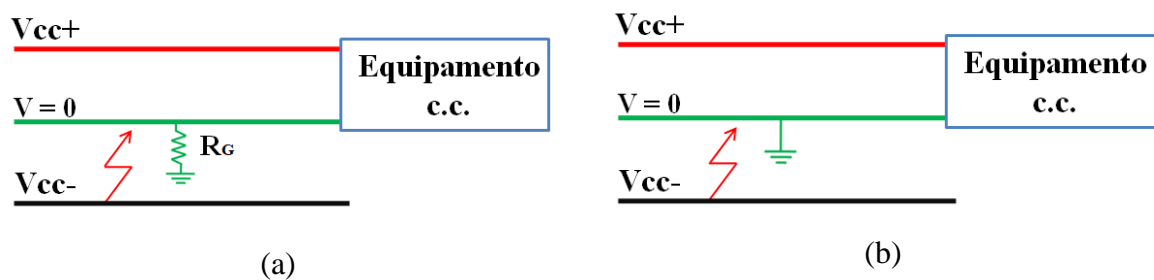 Vcc+
Equipamento
c.c.
V = 0
RG
Vcc-
(a)
Vcc+
Equipamento
c.c.
V = 0
Vcc-
(b)